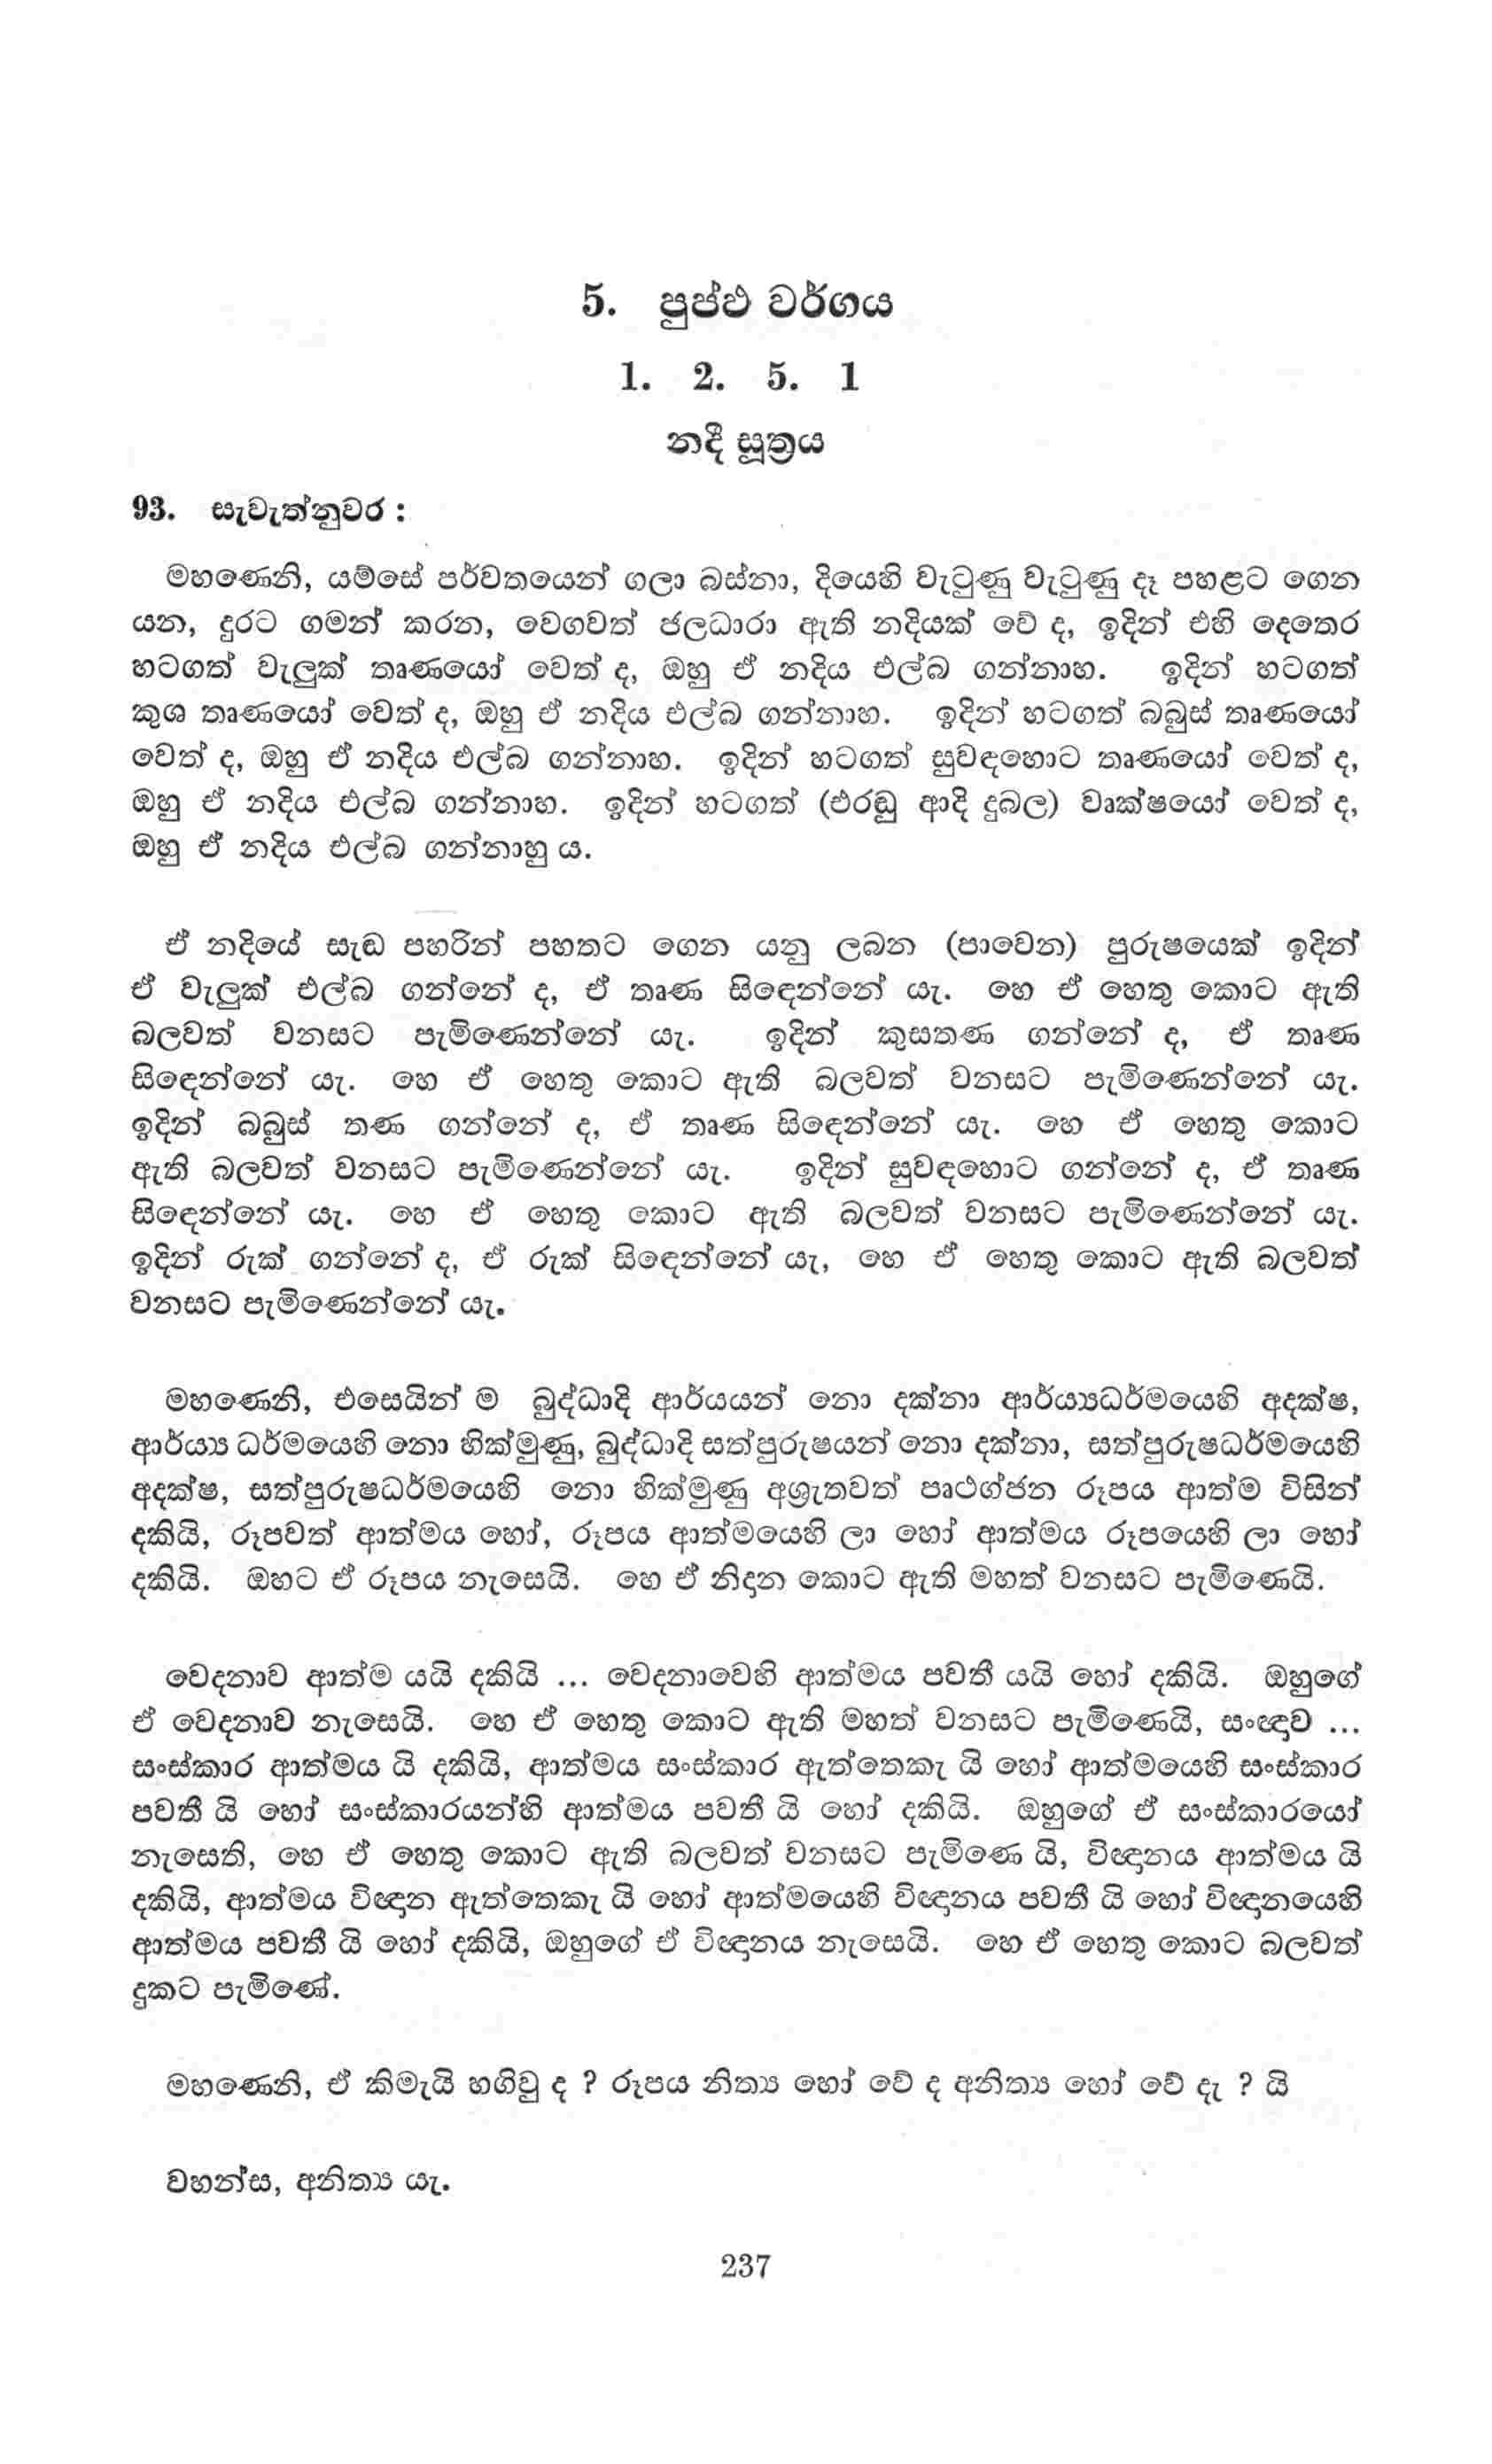 5. පුප්ඵ වර්ගය
1. 2. 5. 1
නදී සූත්‍රය
93. සැවැත්නුවර :
මහණෙනි, යම්සේ පර්වතයෙන් ගලා බස්නා, දියෙහි වැටුණු වැටුණු දෑ පහළට ගෙන
යන, දුරට ගමන් කරන, වෙගවත් ජලධාරා ඇති නදියක් වේ ද, ඉදින් එහි දෙතෙර
හටගත් වැලුක් තෘණයෝ වෙත් ද, ඔහු ඒ නදිය එල්බ ගන්නාහ. ඉදින් හටගත්
කුශ තෘණයෝ වෙත් ද, ඔහු ඒ නදිය එල්බ ගන්නාහ. ඉදින් හටගත් බබුස් තෘණයෝ
වෙත් ද, ඔහු ඒ නදිය එල්බ ගන්නාහ. ඉදින් හටගත් සුවඳහොට තෘණයෝ වෙත් ද,
ඔහු ඒ නදිය එල්බ ගන්නාහ. ඉදින් හටගත් (එරඬු ආදි දුබල) වෘක්ෂයෝ වෙත් ද,
ඔහු ඒ නදිය එල්බ ගන්නාහු ය.
ඒ නදියේ සැඬ පහරින් පහතට ගෙන යනු ලබන (පාවෙන) පුරුෂයෙක් ඉදින්
ඒ වැලුක් එල්බ ගන්නේ ද, ඒ තෘණ සිඳෙන්නේ යැ. හෙ ඒ හෙතු කොට ඇති
බලවත් වනසට පැමිණෙන්නේ යැ. ඉදින් කුසතණ ගන්නේ ද, ඒ තෘණ
සිඳෙන්නේ යැ. හෙ ඒ හෙතු කොට ඇති බලවත් වනසට පැමිණෙන්නේ යැ.
ඉදින් බබුස් තණ ගන්නේ ද, ඒ තෘණ සිඳෙන්නේ යැ. හෙ ඒ හෙතු කොට
ඇති බලවත් වනසට පැමිණෙන්නේ යැ. ඉදින් සුවඳහොට ගන්නේ ද, ඒ තෘණ
සිඳෙන්නේ යැ. හෙ ඒ හෙතු කොට ඇති බලවත් වනසට පැමිණෙන්නේ යැ.
ඉදින් රුක් ගන්නේ ද, ඒ රුක් සිඳෙන්නේ යැ, හෙ ඒ හෙතු කොට ඇති බලවත්
වනසට පැමිණෙන්නේ යැ.
මහණෙනි, එසෙයින් ම බුද්ධාදි ආර්යයන් නො දක්නා ආර්ය්‍යධර්මයෙහි අදක්ෂ,
ආර්ය්‍ය ධර්මයෙහි නො හික්මුණු, බුද්ධාදි සත්පුරුෂයන් නො දක්නා, සත්පුරුෂධර්මයෙහි
අදක්ෂ, සත්පුරුෂධර්මයෙහි නො හික්මුණු අශ්‍රැතවත් පෘථග්ජන රූපය ආත්ම විසින්
දකියි, රූපවත් ආත්මය හෝ, රූපය ආත්මයෙහි ලා හෝ ආත්මය රූපයෙහි ලා හෝ
දකියි. ඔහට ඒ රූපය නැසෙයි. හෙ ඒ නිදාන කොට ඇති මහත් වනසට පැමිණෙයි.
වෙදනාව ආත්ම යයි දකියි ... වෙදනාවෙහි ආත්මය පවතී යයි හෝ දකියි. ඔහුගේ
ඒ වෙදනාව නැසෙයි. හෙ ඒ හෙතු කොට ඇති මහත් වනසට පැමිණෙයි, සංඥාව ...
සංස්කාර ආත්මය යි දකියි, ආත්මය සංස්කාර ඇත්තෙකැ යි හෝ ආත්මයෙහි සංස්කාර
පවතී යි හෝ සංස්කාරයන්හි ආත්මය පවතී යි හෝ දකියි. ඔහුගේ ඒ සංස්කාරයෝ
නැසෙති, හෙ ඒ හෙතු කොට ඇති බලවත් වනසට පැමිණෙ යි, විඥානය ආත්මය යි
දකියි, ආත්මය විඥාන ඇත්තෙකැ යි හෝ ආත්මයෙහි විඥානය පවතී යි හෝ විඥානයෙහි
ආත්මය පවතී යි හෝ දකියි, ඔහුගේ ඒ විඥානය නැසෙයි. හෙ ඒ හෙතු කොට බලවත්
දුකට පැමිණේ.
මහණෙනි, ඒ කිමැයි හගිවු ද ? රූපය නිත්‍ය හෝ වේ ද අනිත්‍ය හෝ වේ දැ ? යි
වහන්ස, අනිත්‍ය යැ.
237